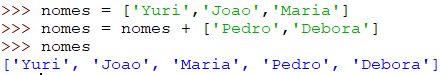 >>> nomes = ['Yuri','Joao','Maria']
>>> nomes = nomes + ['Pedro','Debora']
>>> nomes
['Yuri', 'Joao', 'Maria', 'Pedro', 'Debora']